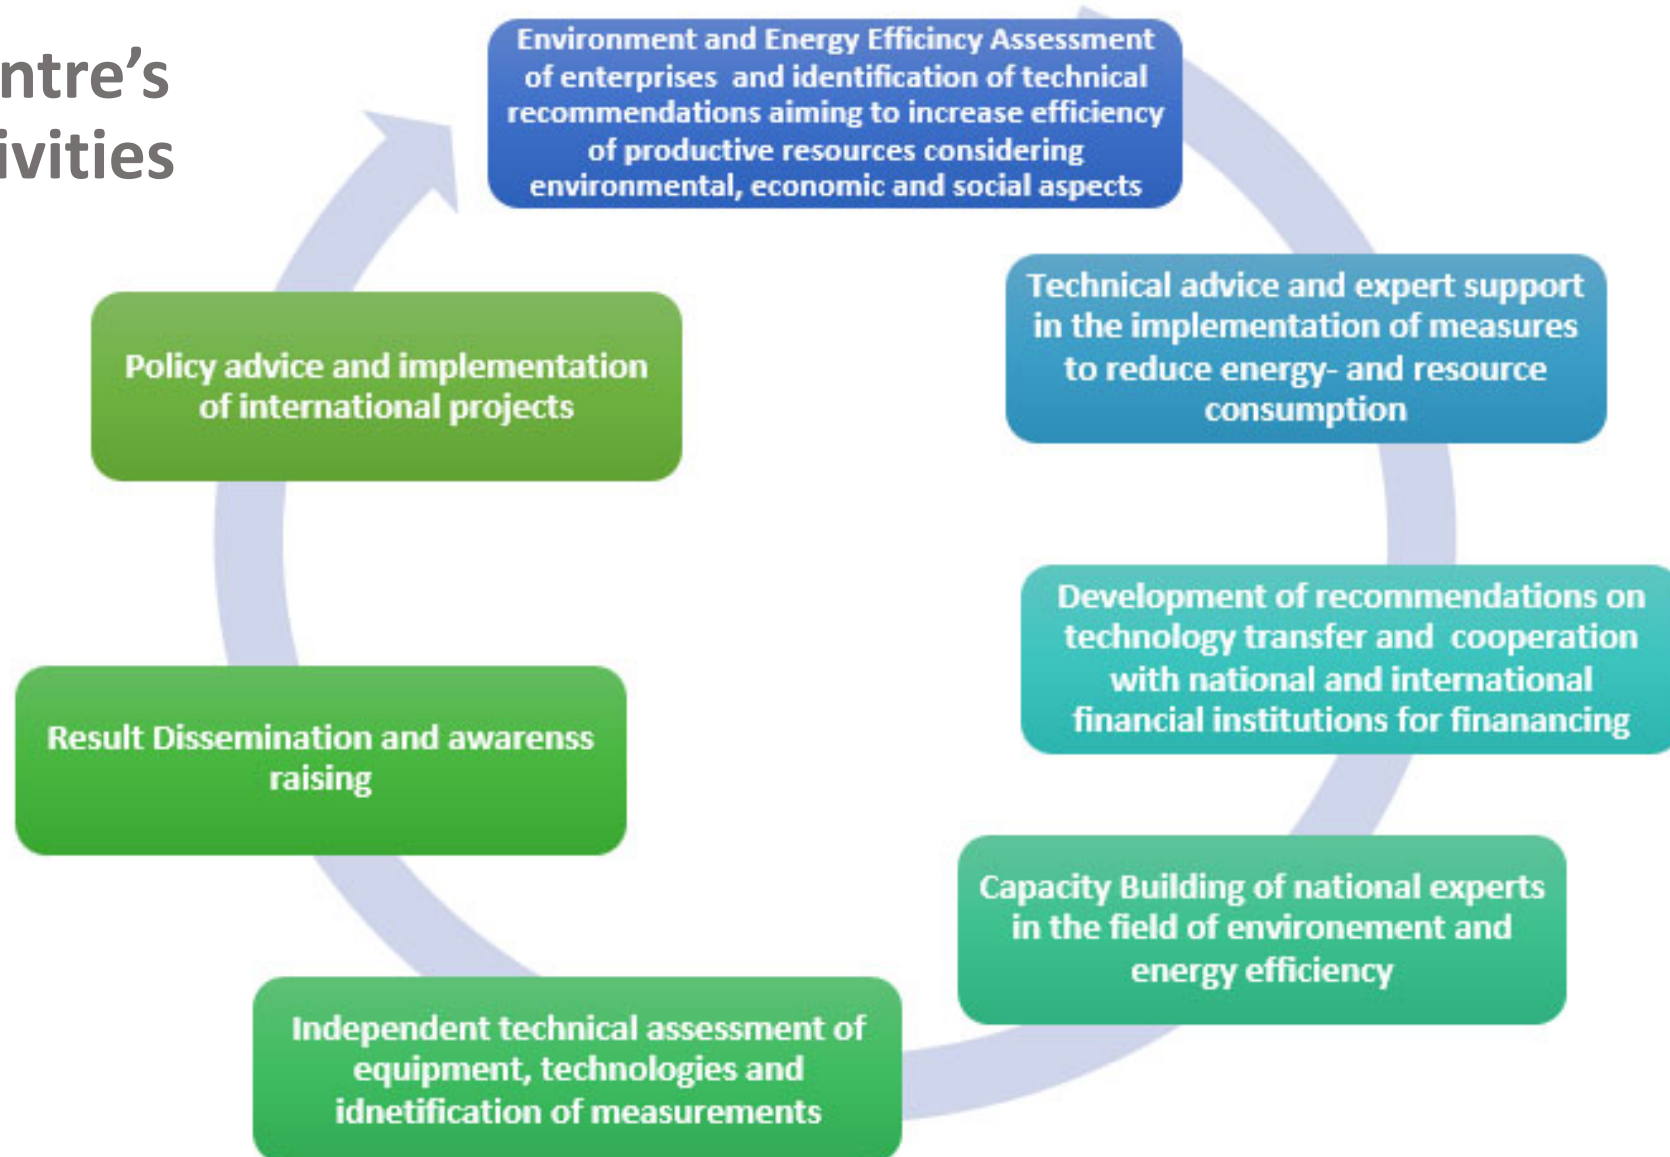 ntre’s
ivities
Environment and Energy Efficincy Assessment
of enterprises and identification of technical
recommendations aiming to increase efficiency
of productive resources considering
environmental, economic and social aspects
Technical advice and expert support
in the implementation of measures
to reduce energy- and resource
consumption
Development of recommendations on
technology transfer and cooperation
with national and international
financial institutions for finanancing
Capacity Building of national experts
in the field of environement and
energy efficiency
Independent technical assessment of
equipment, technologies and
idnetification of measurements
Result Dissemination and awarenss
raising
Policy advice and implementation
of international projects